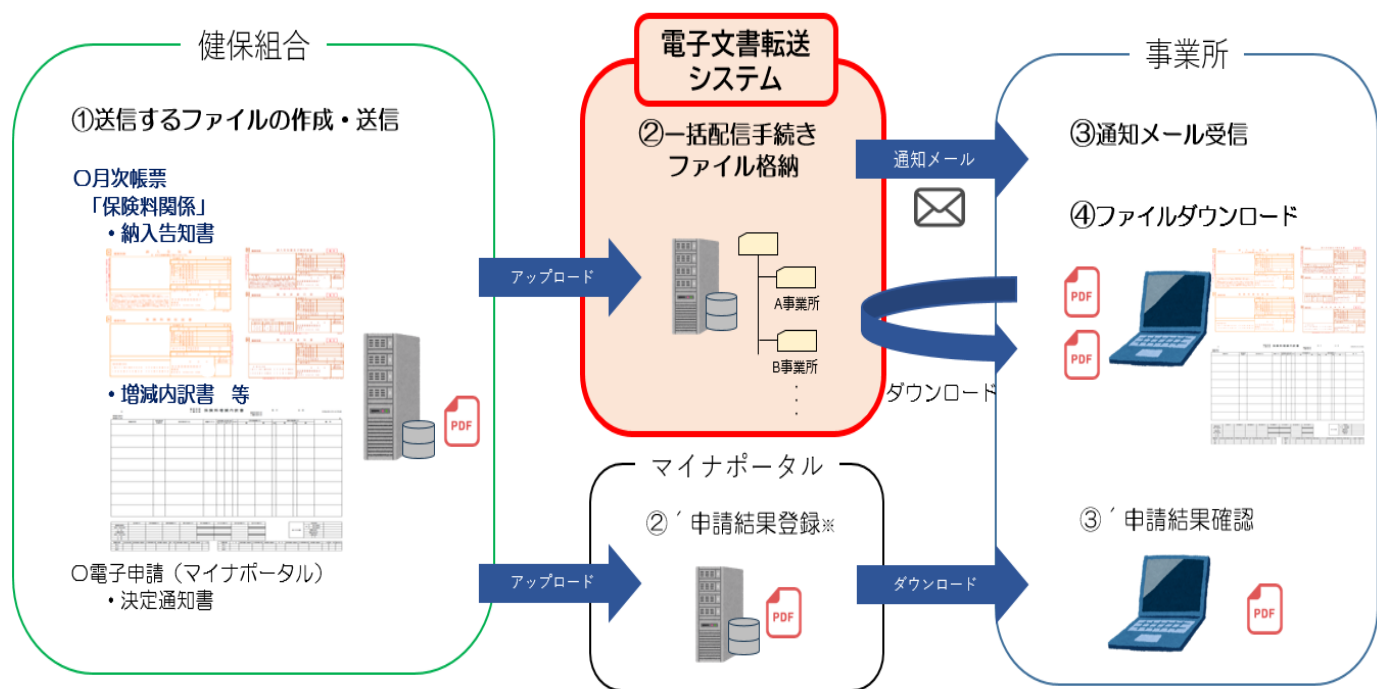 健保組合
①送信するファイルの作成・送信
〇月次帳票
「保険料関係」
・納入告知書
・増減内訳書 等
PDF
〇電子申請（マイナポータル）
・決定通知書
アップロード
アップロード
電子文書転送
システム
②一括配信手続き
ファイル格納
A事業所
B事業所
・
・
・
マイナポータル
②´申請結果登録※
PDF
通知メール
ダウンロード
ダウンロード
事業所
③通知メール受信
④ファイルダウンロード
PDF
PDF
③´申請結果確認
PDF